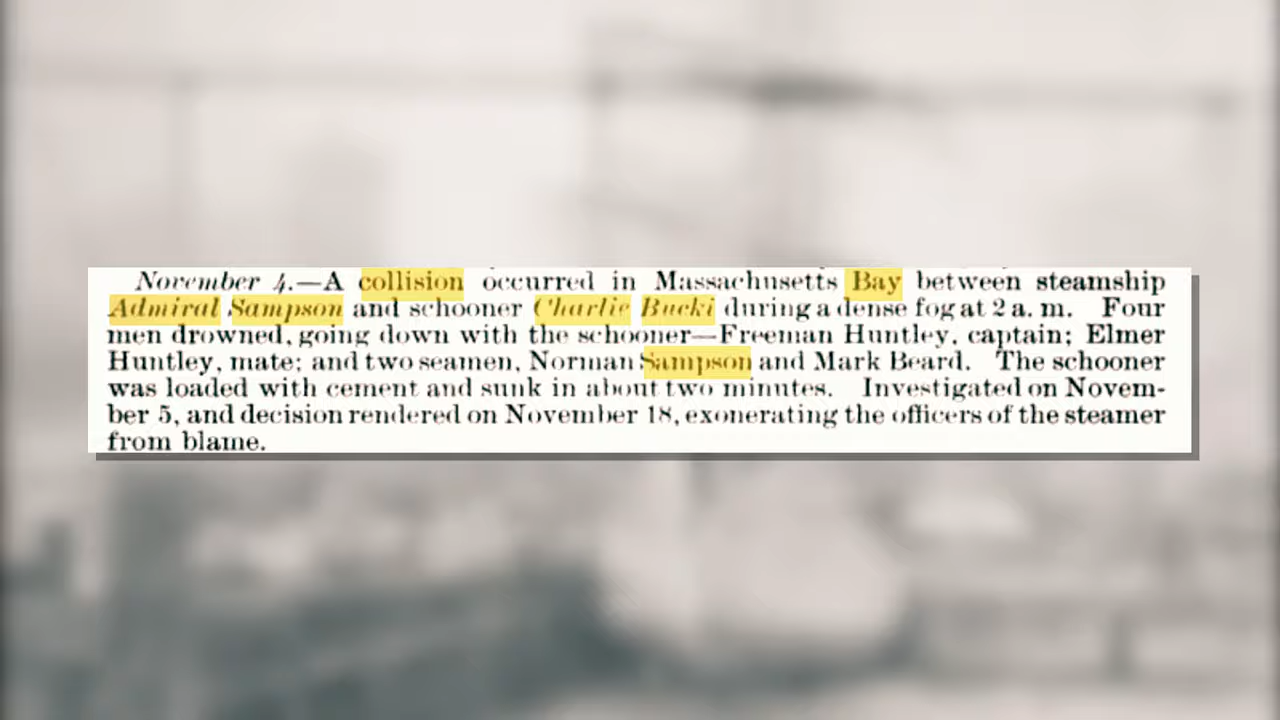 November 4.—A collision occurred in Massachusetts Bay between steamship
Admiral Sampson and schooner Charlie Bucki during a dense fog at 2 a. m. Four
men drowned, going down with the schooner—Freeman Huntley, captain; Elmer
Huntley, mate; and two seamen, Norman Sampson and Mark Beard. The schooner
was loaded with cement and sunk in about two minutes. Investigated on Novem-
ber 5, and decision rendered on November 18, exonerating the officers of the steamer
from blame.